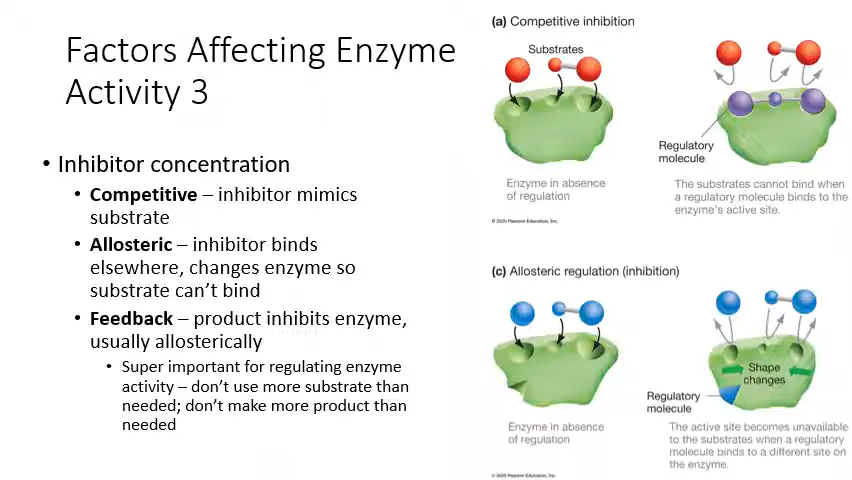 Factors Affecting Enzyme
Activity 3
• Inhibitor concentration
• Competitive – inhibitor mimics
substrate
• Allosteric – inhibitor binds
elsewhere, changes enzyme so
substrate can't bind
• Feedback – product inhibits enzyme,
usually allosterically
• Super important for regulating enzyme
activity – don't use more substrate than
needed; don't make more product than
needed
(a) Competitive inhibition
Substrates
Regulatory
molecule
Enzyme in absence
of regulation
The substrates cannot bind when
a regulatory molecule binds to the
enzyme's active site.
© 2020 Pearson Education, Inc.
(c) Allosteric regulation (inhibition)
Shape
changes
Regulatory
molecule
Enzyme in absence
of regulation
The active site becomes unavailable
to the substrates when a regulatory
molecule binds to a different site on
the enzyme.
© 2020 Pearson Education, Inc.